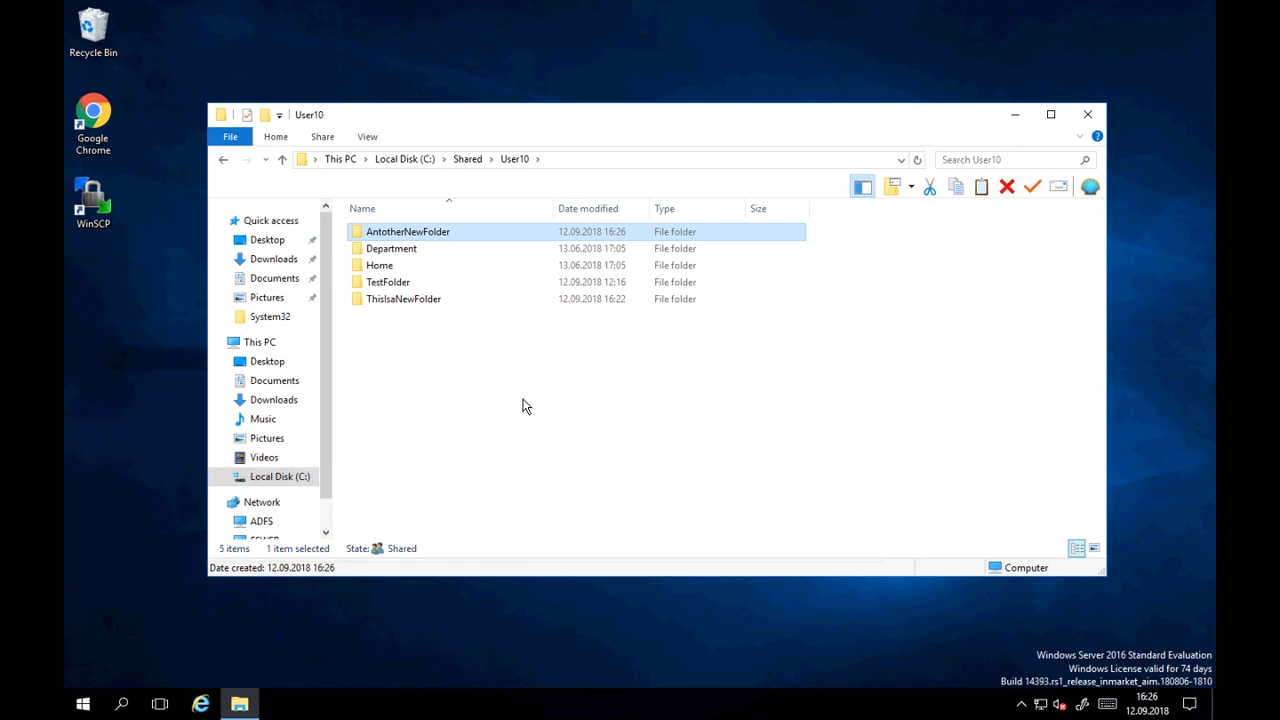 Recycle Bin
Google
Chrome
WinSCP
User10
File Home Share View
This PC Local Disk (C:) Shared User10
Search User10
Name Date modified Type Size
AntotherNewFolder 12.09.2018 16:26 File folder
Department 13.06.2018 17:05 File folder
Home 13.06.2018 17:05 File folder
TestFolder 12.09.2018 12:16 File folder
ThisIsaNewFolder 12.09.2018 16:22 File folder
Quick access
Desktop
Downloads
Documents
Pictures
System32
This PC
Desktop
Documents
Downloads
Music
Pictures
Videos
Local Disk (C:)
Network
ADFS
5 items 1 item selected State: Shared
Date created: 12.09.2018 16:26
Computer
Windows Server 2016 Standard Evaluation
Windows License valid for 74 days
Build 14393.rs1_release_inmarket_aim.180806-1810
16:26
12.09.2018